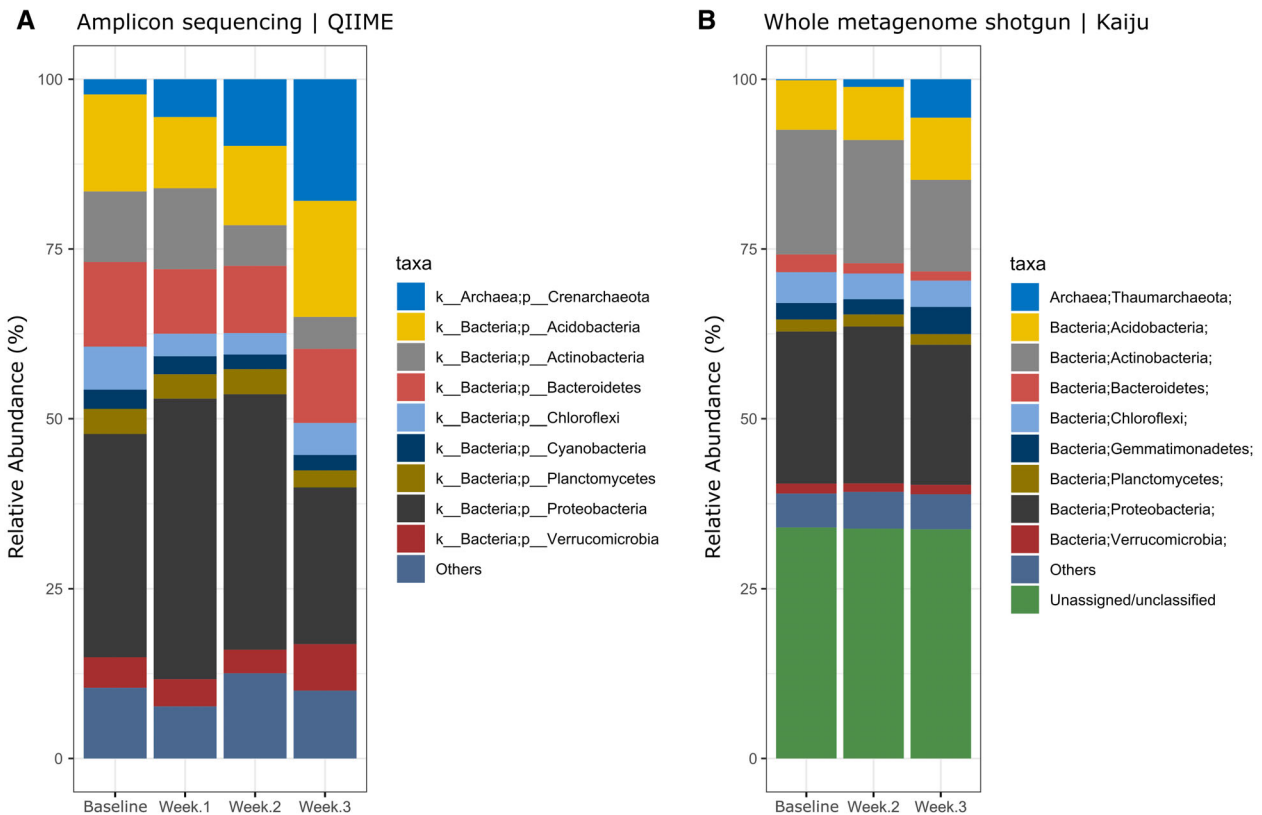 A Amplicon sequencing | QIIME
Relative Abundance (%)
100
75
50
25
0
Baseline Week.1 Week.2 Week.3
taxa
k__Archaea;p__Crenarchaeota
k__Bacteria;p__Acidobacteria
k__Bacteria;p__Actinobacteria
k__Bacteria;p__Bacteroidetes
k__Bacteria;p__Chloroflexi
k__Bacteria;p__Cyanobacteria
k__Bacteria;p__Planctomycetes
k__Bacteria;p__Proteobacteria
k__Bacteria;p__Verrucomicrobia
Others
B Whole metagenome shotgun | Kaiju
Relative Abundance (%)
100
75
50
25
0
Baseline Week.2 Week.3
taxa
Archaea;Thaumarchaeota;
Bacteria;Acidobacteria;
Bacteria;Actinobacteria;
Bacteria;Bacteroidetes;
Bacteria;Chloroflexi;
Bacteria;Gemmatimonadetes;
Bacteria;Planctomycetes;
Bacteria;Proteobacteria;
Bacteria;Verrucomicrobia;
Others
Unassigned/unclassified